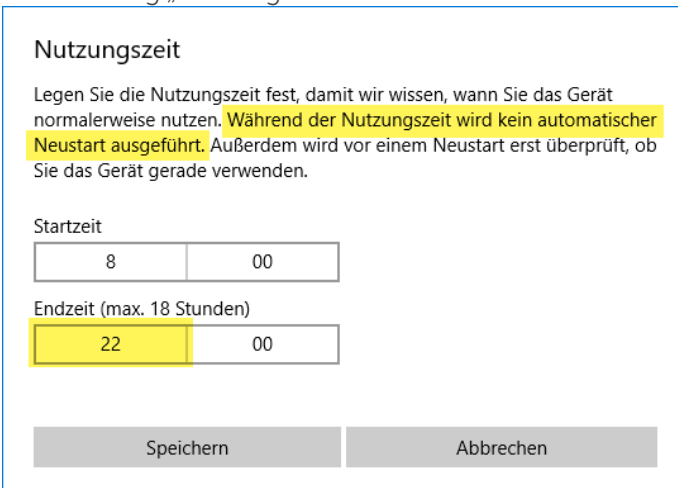 Nutzungszeit
Legen Sie die Nutzungszeit fest, damit wir wissen, wann Sie das Gerät
normalerweise nutzen. Während der Nutzungszeit wird kein automatischer
Neustart ausgeführt. Außerdem wird vor einem Neustart erst überprüft, ob
Sie das Gerät gerade verwenden.
Startzeit
8 00
Endzeit (max. 18 Stunden)
22 00
Speichern Abbrechen